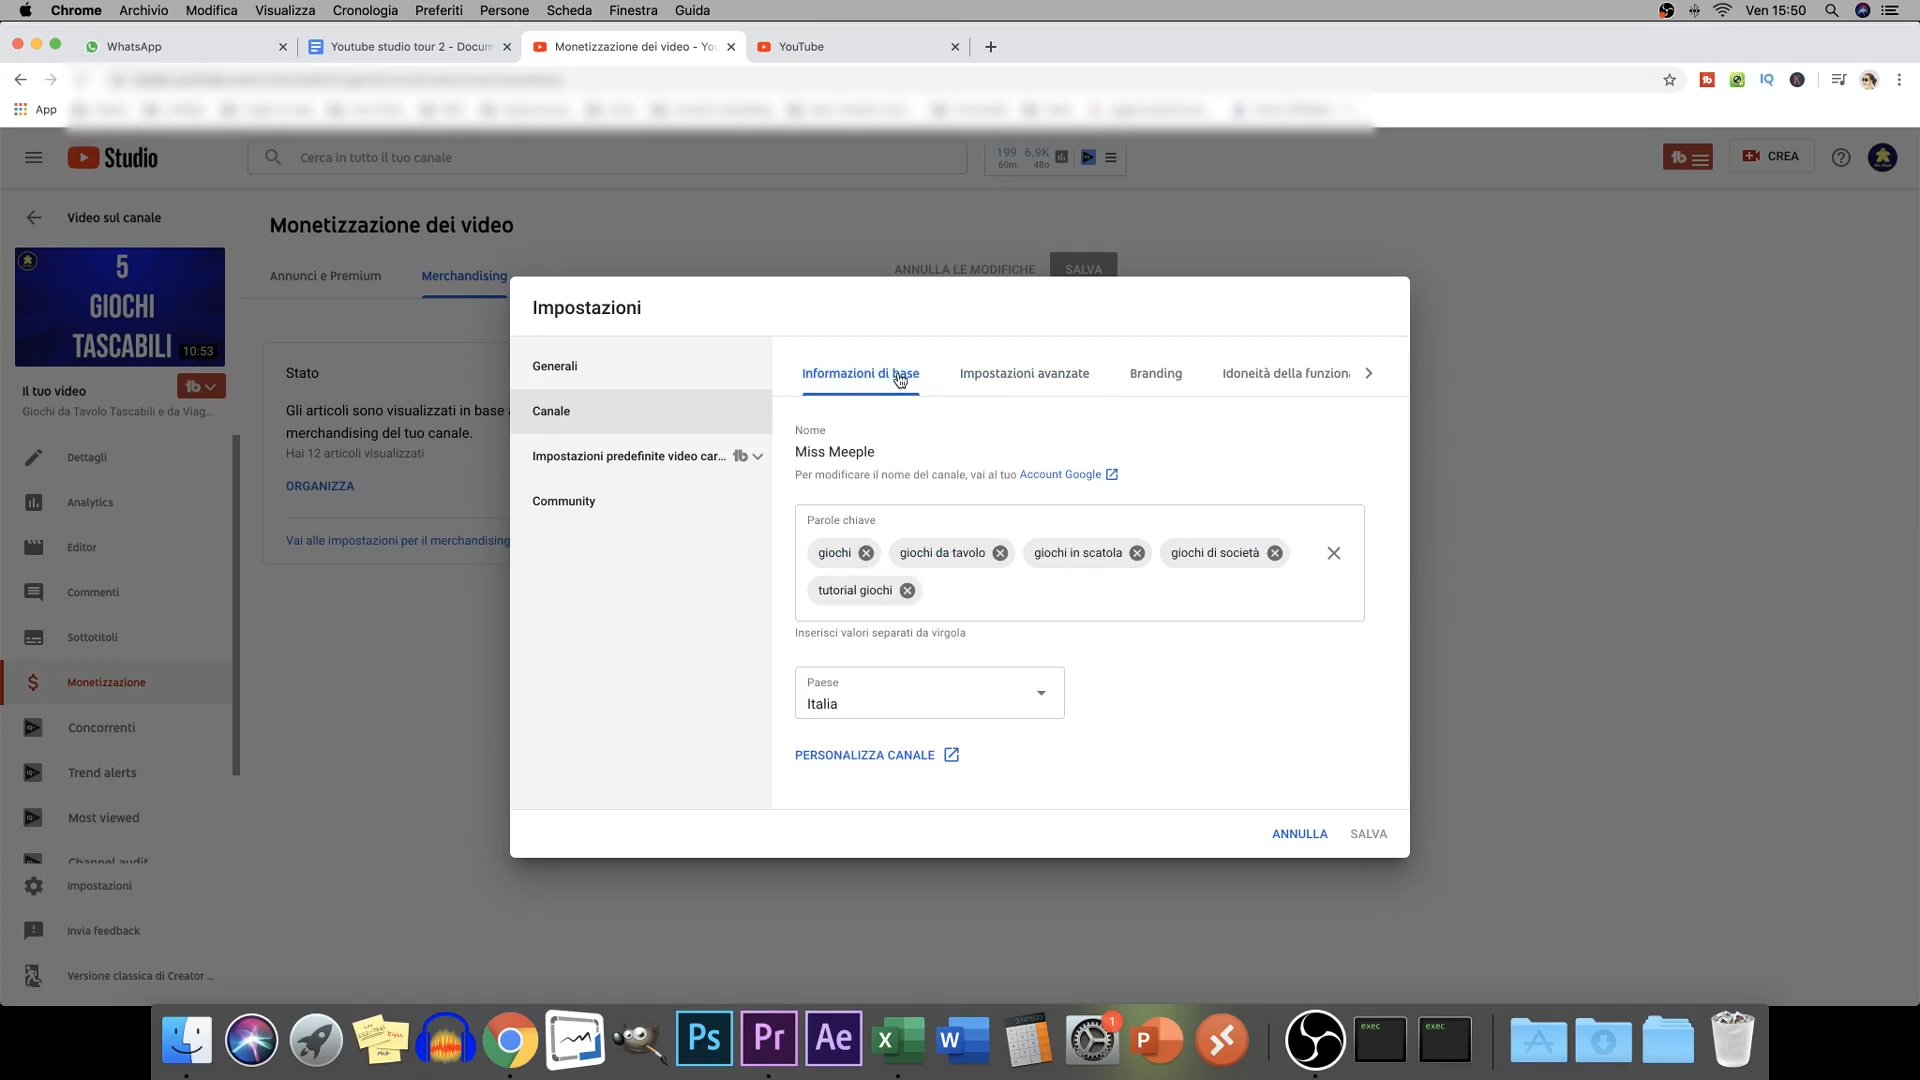 Chrome Archivio Modifica Visualizza Cronologia Preferiti Persone Scheda Finestra Guida Ven 15:50
WhatsApp Youtube studio tour 2 - Docum Monetizzazione dei video - Yo YouTube
App
Studio Cerca in tutto il tuo canale 199 60m 6,9K 48o CREA
Video sul canale
Monetizzazione dei video
5
GIOCHI
TASCABILI
10:53
Annunci e Premium Merchandising ANNULLA LE MODIFICHE SALVA
Il tuo video
Giochi da Tavolo Tascabili e da Viag...
Stato
Gli articoli sono visualizzati in base
merchandising del tuo canale.
Hai 12 articoli visualizzati
ORGANIZZA
Vai alle impostazioni per il merchandising
Dettagli
Analytics
Editor
Commenti
Sottotitoli
Monetizzazione
Concorrenti
Trend alerts
Most viewed
Channel audit
Impostazioni
Invia feedback
Versione classica di Creator ...
Impostazioni
Generali
Canale
Impostazioni predefinite video car...
Community
Informazioni di base Impostazioni avanzate Branding Idoneità della funziona
Nome
Miss Meeple
Per modificare il nome del canale, vai al tuo Account Google
Parole chiave
giochi giochi da tavolo giochi in scatola giochi di società
tutorial giochi
Inserisci valori separati da virgola
Paese
Italia
PERSONALIZZA CANALE
ANNULLA SALVA
Ps Pr Ae X W 1 P exec exec